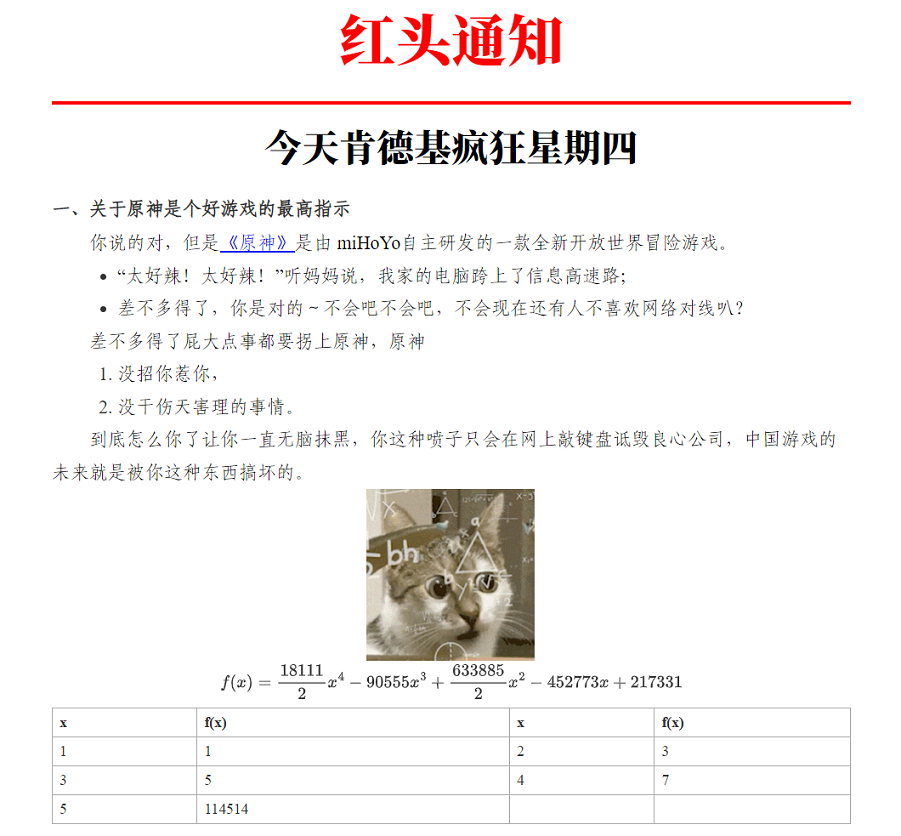 红头通知
今天肯德基疯狂星期四
一、关于原神是个好游戏的最高指示
你说的对，但是《原神》是由 miHoYo自主研发的一款全新开放世界冒险游戏。
• “太好辣！太好辣！”听妈妈说，我家的电脑跨上了信息高速路；
• 差不多得了，你是对的～不会吧不会吧，不会现在还有人不喜欢网络对线叭？
差不多得了屁大点事都要拐上原神，原神
1. 没招你惹你，
2. 没干伤天害理的事情。
到底怎么你了让你一直无脑抹黑，你这种喷子只会在网上敲键盘诋毁良心公司，中国游戏的
未来就是被你这种东西搞坏的。
√x
bh
a
f(x) = 18111/2 x⁴ − 90555x³ + 633885/2 x² − 452773x + 217331
x f(x) x f(x)
1 1 2 3
3 5 4 7
5 114514